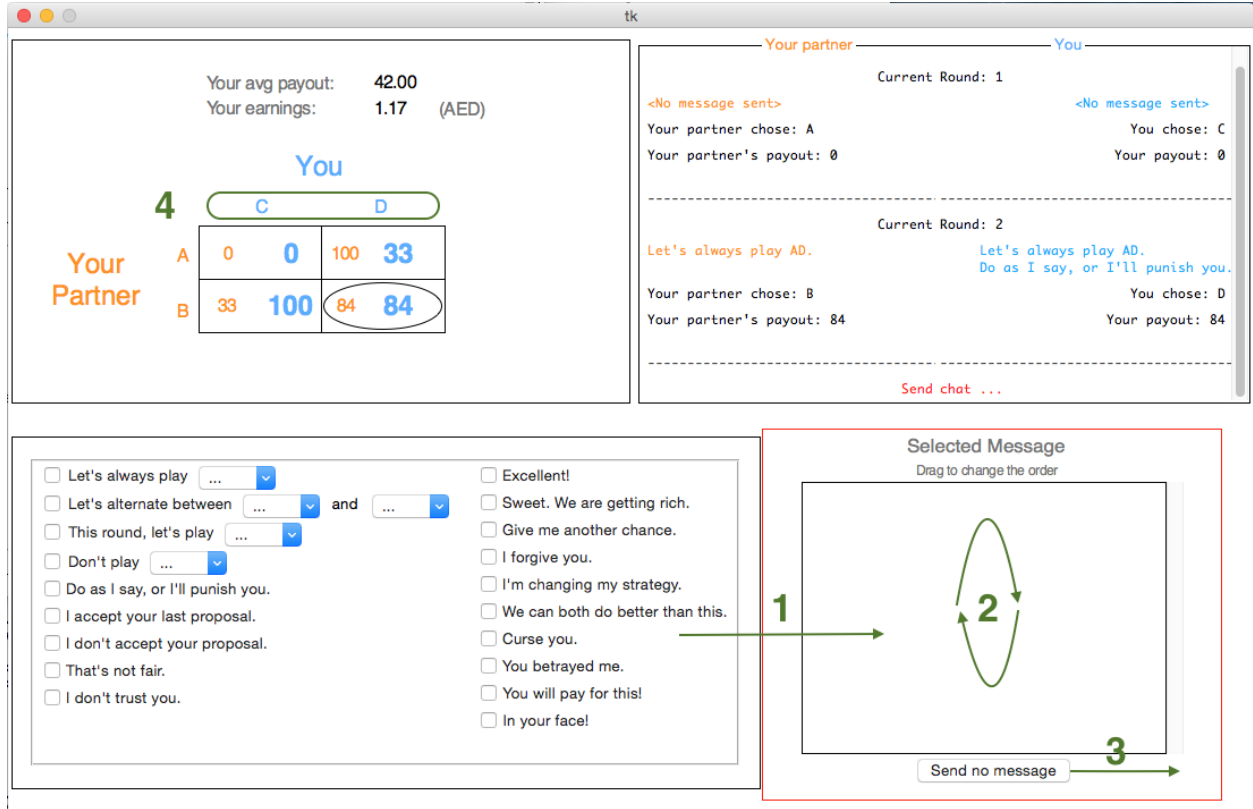 tk
Your avg payout: 42.00
Your earnings: 1.17 (AED)
You
4
C D
Your
Partner
A 0 0 100 33
B 33 100 84 84
Your partner You
Current Round: 1
<No message sent> <No message sent>
Your partner chose: A You chose: C
Your partner's payout: 0 Your payout: 0
Current Round: 2
Let's always play AD. Let's always play AD.
Do as I say, or I'll punish you.
Your partner chose: B You chose: D
Your partner's payout: 84 Your payout: 84
Send chat ...
Let's always play ...
Let's alternate between ... and ...
This round, let's play ...
Don't play ...
Do as I say, or I'll punish you.
I accept your last proposal.
I don't accept your proposal.
That's not fair.
I don't trust you.
Excellent!
Sweet. We are getting rich.
Give me another chance.
I forgive you.
I'm changing my strategy.
We can both do better than this.
Curse you.
You betrayed me.
You will pay for this!
In your face!
1
Selected Message
Drag to change the order
2
3
Send no message